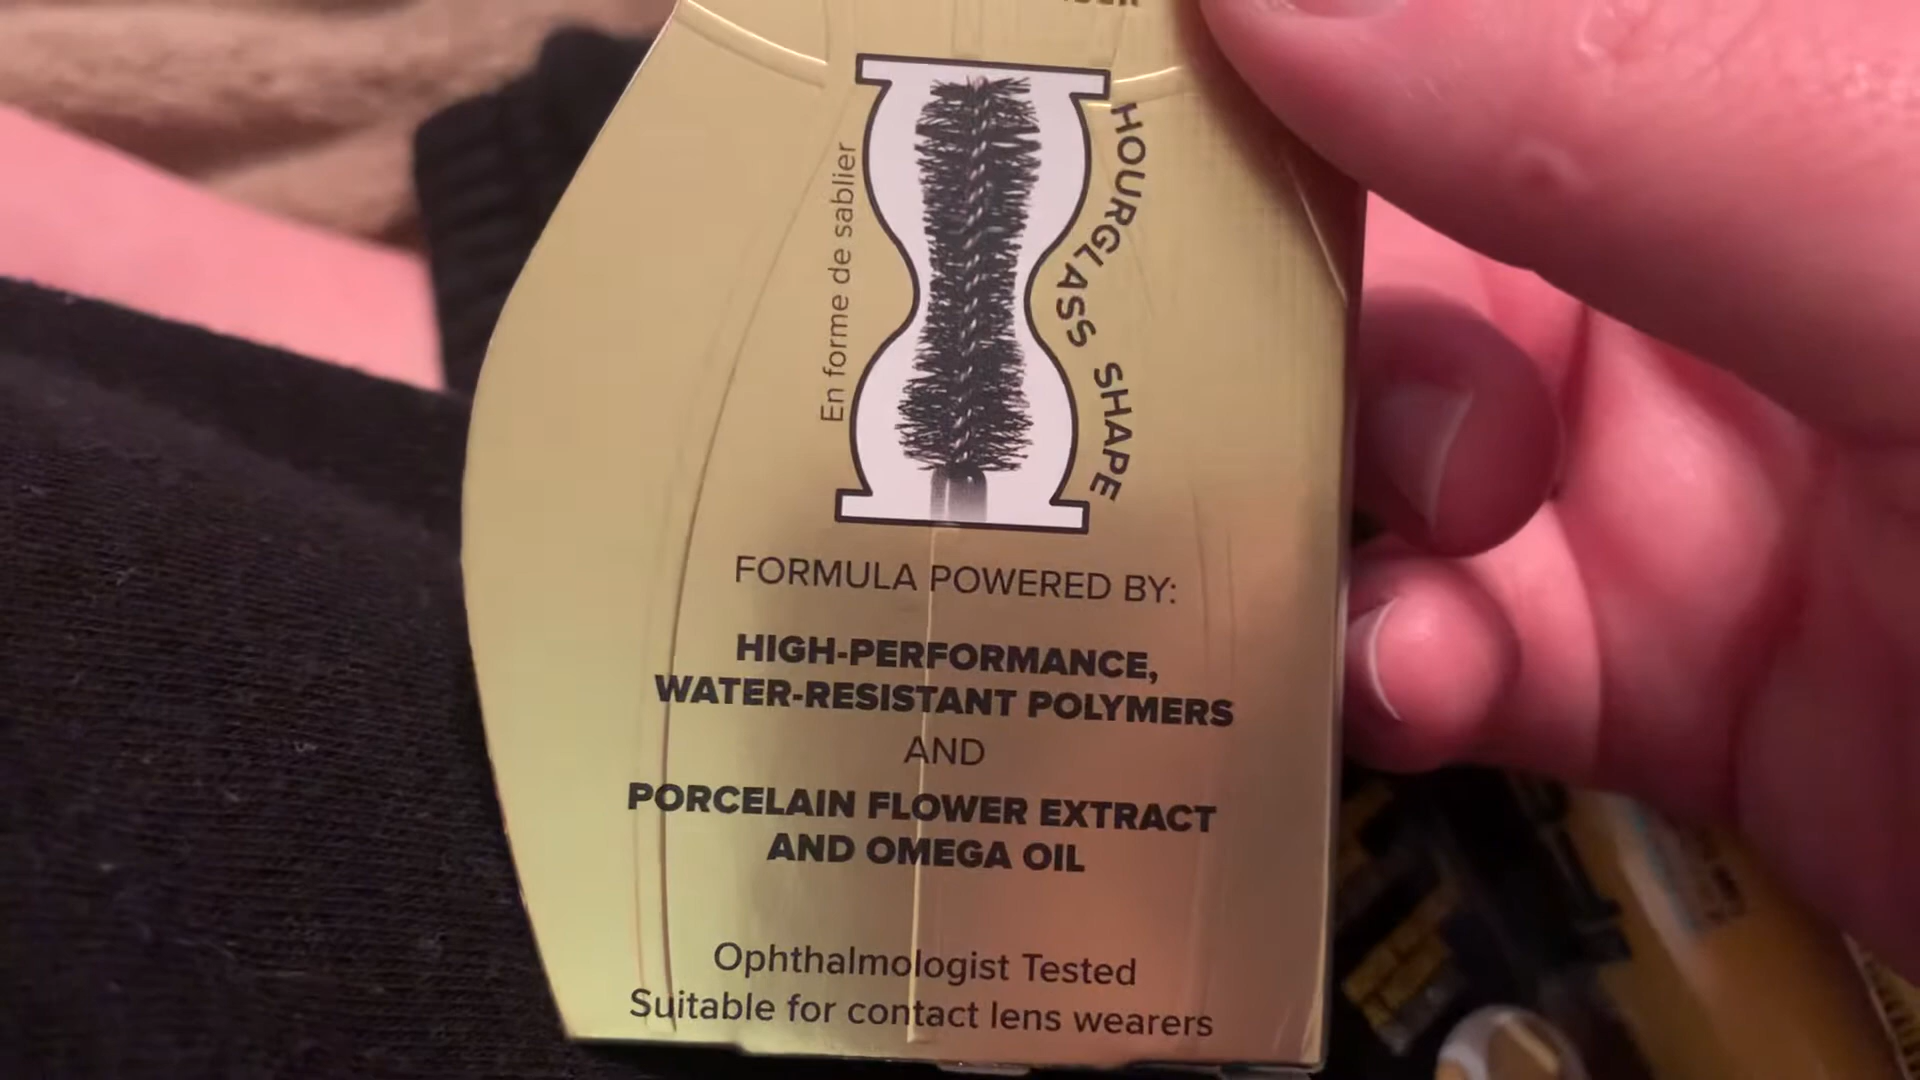 En forme de sablier
HOURGLASS SHAPE
FORMULA POWERED BY:
HIGH-PERFORMANCE,
WATER-RESISTANT POLYMERS
AND
PORCELAIN FLOWER EXTRACT
AND OMEGA OIL
Ophthalmologist Tested
Suitable for contact lens wearers